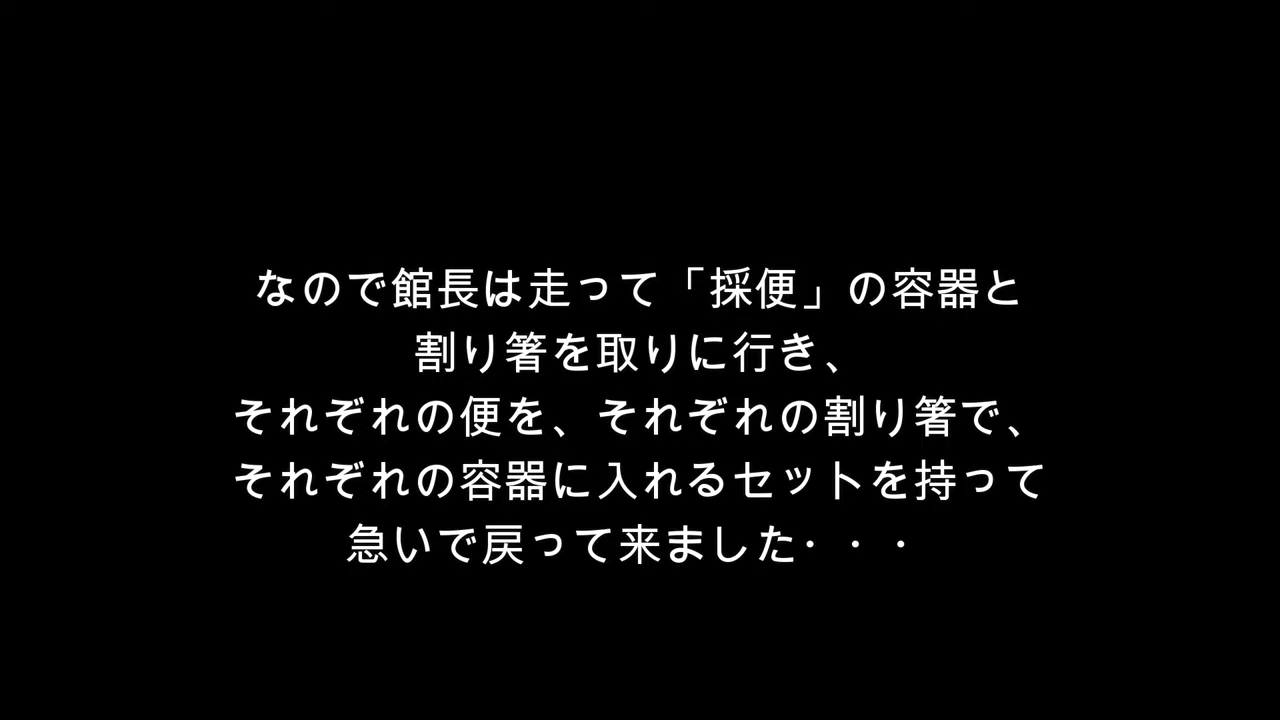 なので館長は走って「採便」の容器と
割り箸を取りに行き、
それぞれの便を、それぞれの割り箸で、
それぞれの容器に入れるセットを持って
急いで戻って来ました・・・